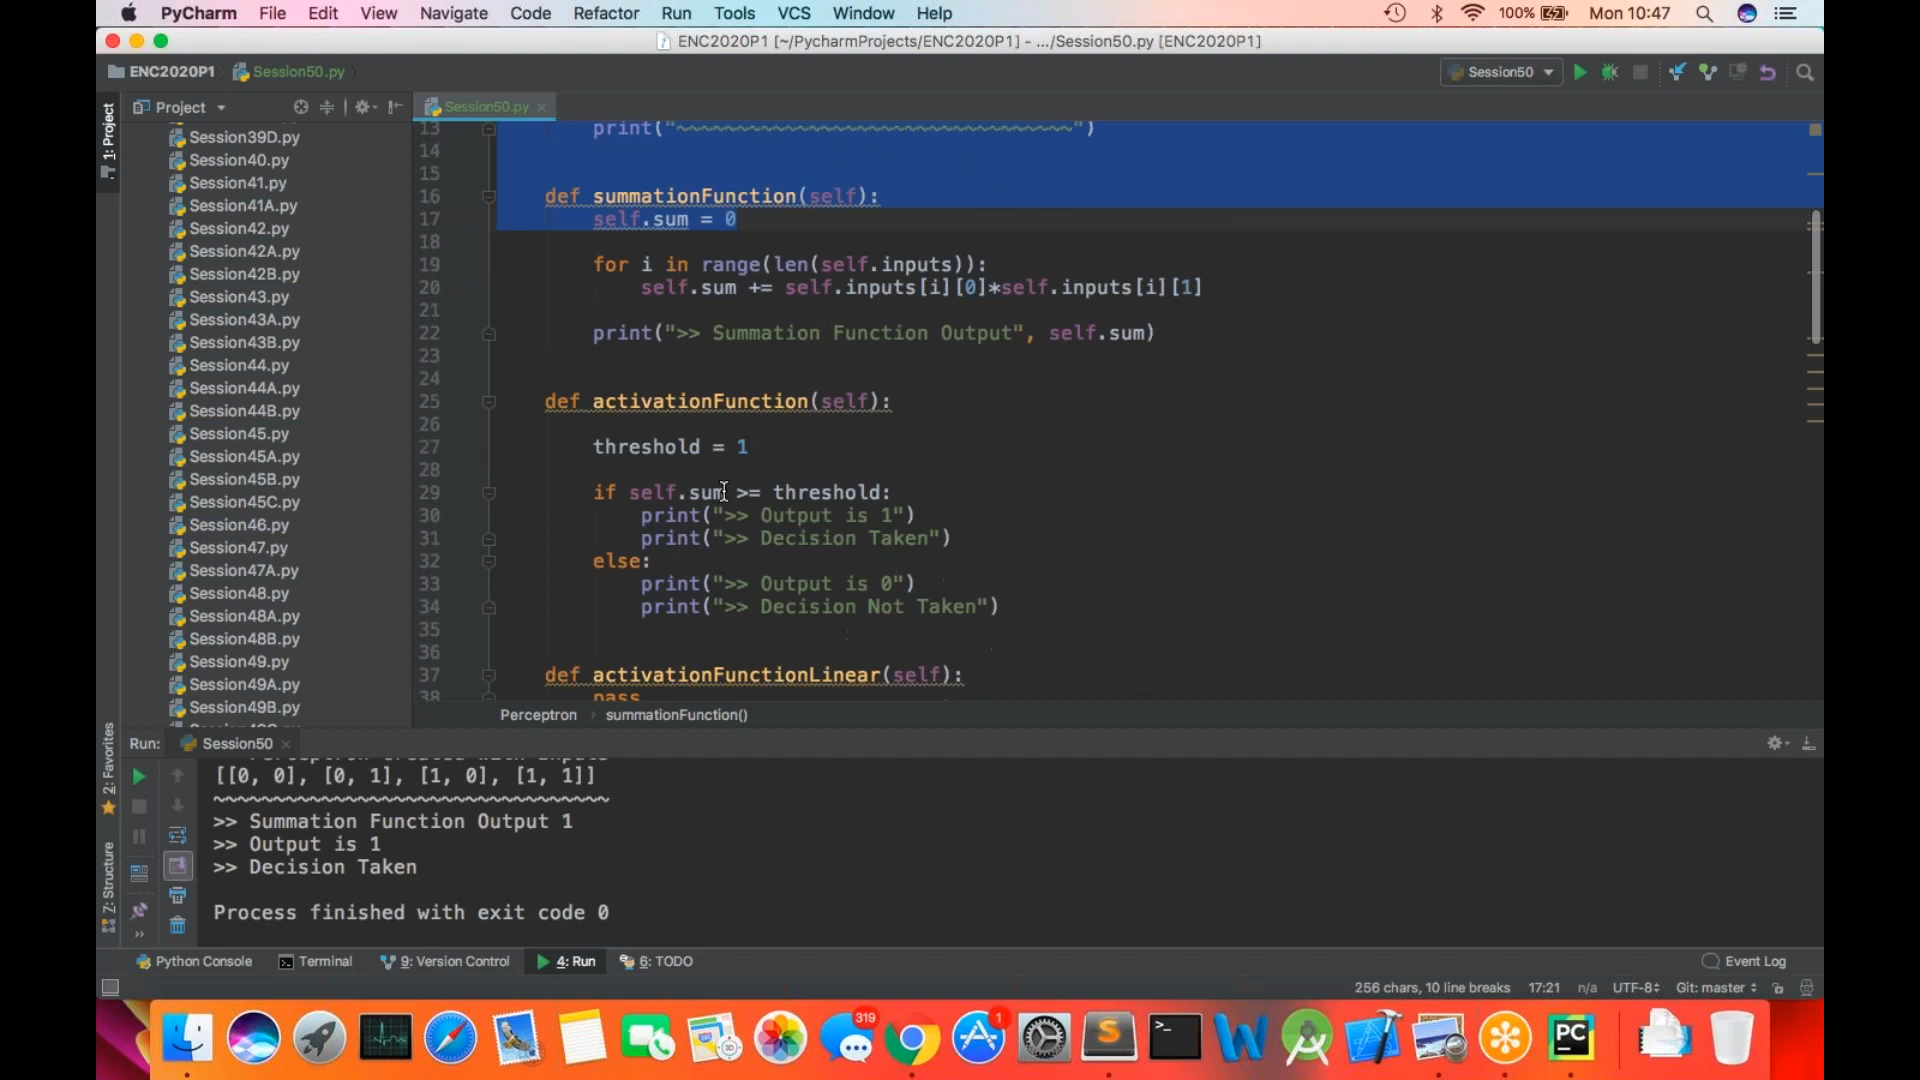 PyCharm File Edit View Navigate Code Refactor Run Tools VCS Window Help 100% Mon 10:47
ENC2020P1 [~/PycharmProjects/ENC2020P1] - .../Session50.py [ENC2020P1]
ENC2020P1 Session50.py Session50
1: Project
Project
Session50.py
Session39D.py
Session40.py
Session41.py
Session41A.py
Session42.py
Session42A.py
Session42B.py
Session43.py
Session43A.py
Session43B.py
Session44.py
Session44A.py
Session44B.py
Session45.py
Session45A.py
Session45B.py
Session45C.py
Session46.py
Session47.py
Session47A.py
Session48.py
Session48A.py
Session48B.py
Session49.py
Session49A.py
Session49B.py
13 print("~~~~~~~~~~~~~~~~~~~~~~~~~~~~~~~~~")
14
15
16 def summationFunction(self):
17 self.sum = 0
18
19 for i in range(len(self.inputs)):
20 self.sum += self.inputs[i][0]*self.inputs[i][1]
21
22 print(">> Summation Function Output", self.sum)
23
24
25 def activationFunction(self):
26
27 threshold = 1
28
29 if self.sum >= threshold:
30 print(">> Output is 1")
31 print(">> Decision Taken")
32 else:
33 print(">> Output is 0")
34 print(">> Decision Not Taken")
35
36
37 def activationFunctionLinear(self):
38 pass
Perceptron › summationFunction()
2: Favorites
7: Structure
Run: Session50
[[0, 0], [0, 1], [1, 0], [1, 1]]
~~~~~~~~~~~~~~~~~~~~~~~~~~~~~~~~~
>> Summation Function Output 1
>> Output is 1
>> Decision Taken
Process finished with exit code 0
Python Console Terminal 9: Version Control 4: Run 6: TODO Event Log
256 chars, 10 line breaks 17:21 n/a UTF-8 Git: master
319
1
3D
S
>_
W
PC